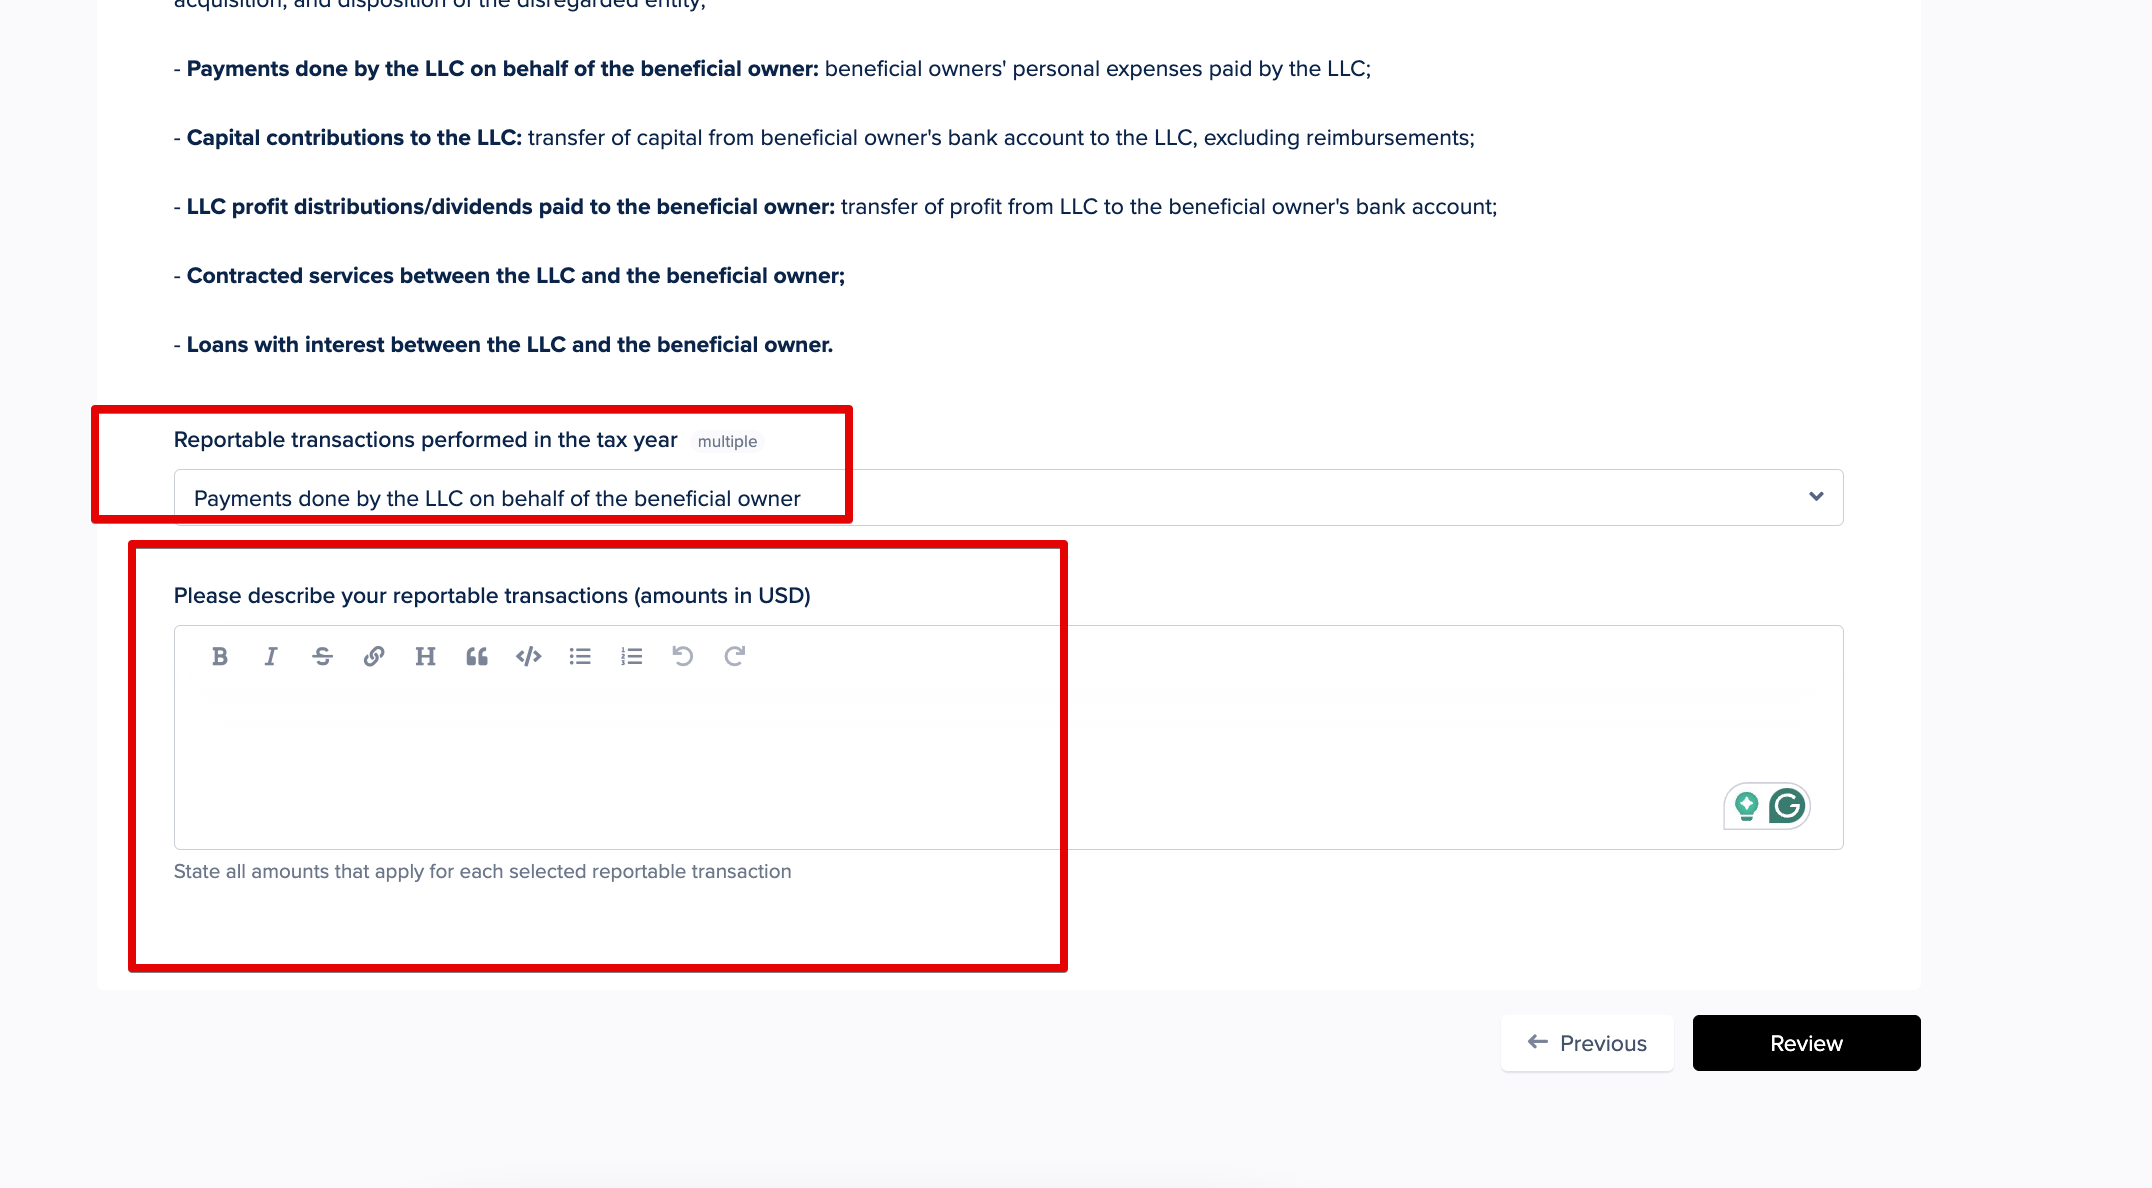 acquisition, and disposition of the disregarded entity;
- Payments done by the LLC on behalf of the beneficial owner: beneficial owners' personal expenses paid by the LLC;
- Capital contributions to the LLC: transfer of capital from beneficial owner's bank account to the LLC, excluding reimbursements;
- LLC profit distributions/dividends paid to the beneficial owner: transfer of profit from LLC to the beneficial owner's bank account;
- Contracted services between the LLC and the beneficial owner;
- Loans with interest between the LLC and the beneficial owner.
Reportable transactions performed in the tax year multiple
Payments done by the LLC on behalf of the beneficial owner
Please describe your reportable transactions (amounts in USD)
State all amounts that apply for each selected reportable transaction
Previous
Review